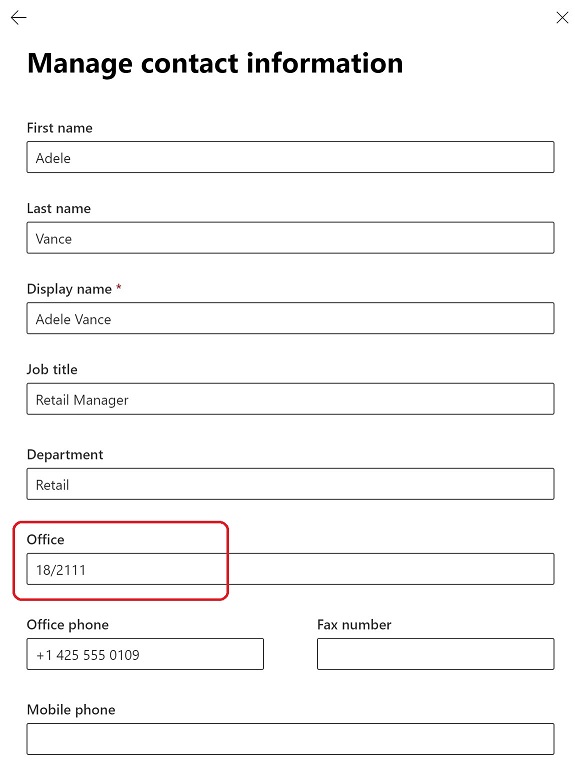 Manage contact information
First name
Adele
Last name
Vance
Display name *
Adele Vance
Job title
Retail Manager
Department
Retail
Office
18/2111
Office phone
Fax number
+1 425 555 0109
Mobile phone